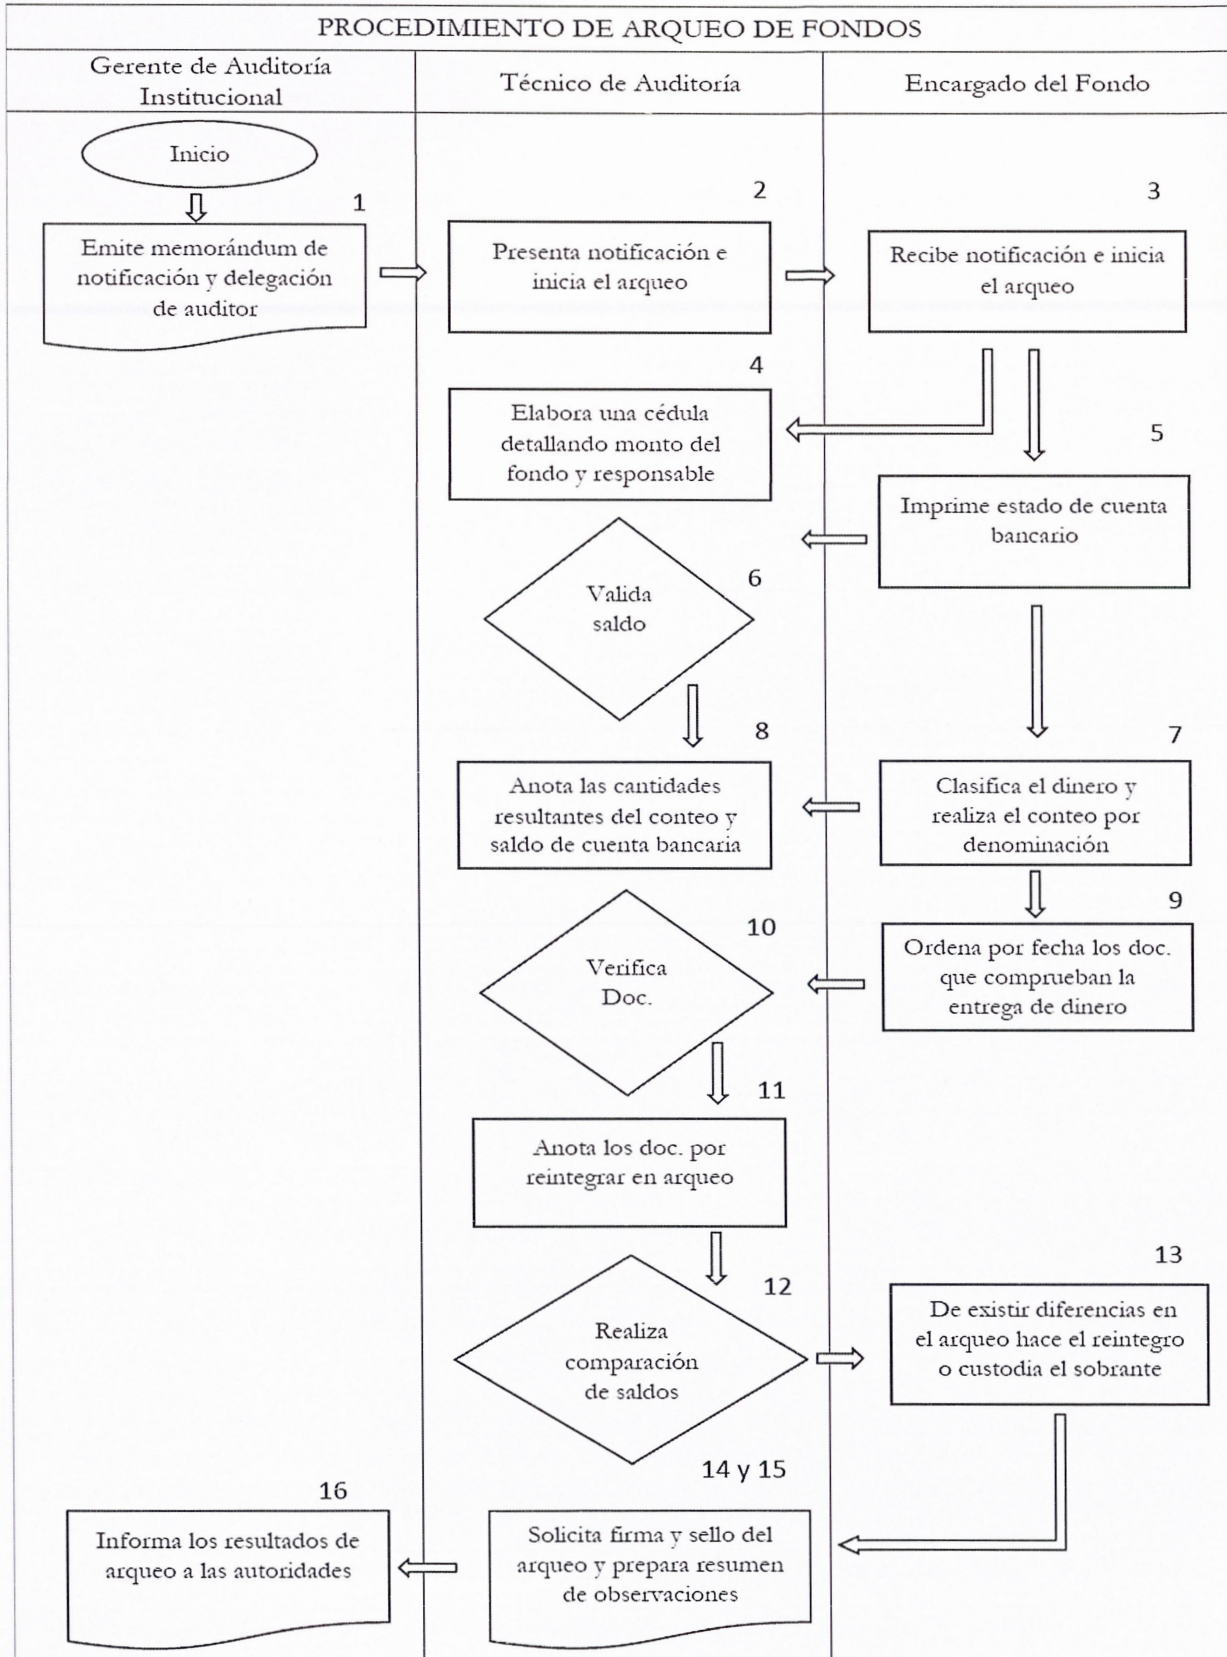 PROCEDIMIENTO DE ARQUEO DE FONDOS
Gerente de Auditoría
Institucional
Técnico de Auditoría
Encargado del Fondo
Inicio
1
Emite memorándum de
notificación y delegación
de auditor
2
Presenta notificación e
inicia el arqueo
3
Recibe notificación e inicia
el arqueo
4
Elabora una cédula
detallando monto del
fondo y responsable
5
Imprime estado de cuenta
bancario
6
Valida
saldo
7
Clasifica el dinero y
realiza el conteo por
denominación
8
Anota las cantidades
resultantes del conteo y
saldo de cuenta bancaria
9
Ordena por fecha los doc.
que comprueban la
entrega de dinero
10
Verifica
Doc.
11
Anota los doc. por
reintegrar en arqueo
12
Realiza
comparación
de saldos
13
De existir diferencias en
el arqueo hace el reintegro
o custodia el sobrante
14 y 15
Solicita firma y sello del
arqueo y prepara resumen
de observaciones
16
Informa los resultados de
arqueo a las autoridades